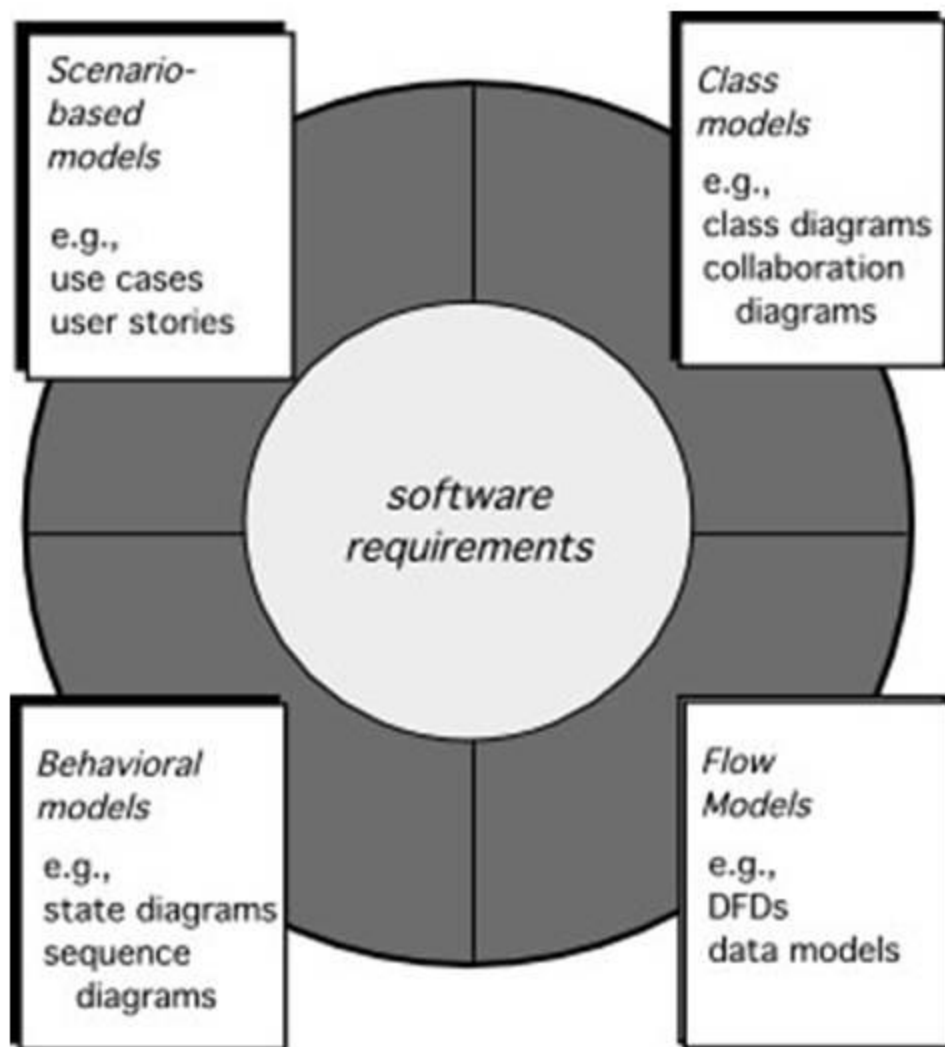 Scenario-
based
models
e.g.,
use cases
user stories
Class
models
e.g.,
class diagrams
collaboration
diagrams
software
requirements
Behavioral
models
e.g.,
state diagrams
sequence
diagrams
Flow
Models
e.g.,
DFDs
data models